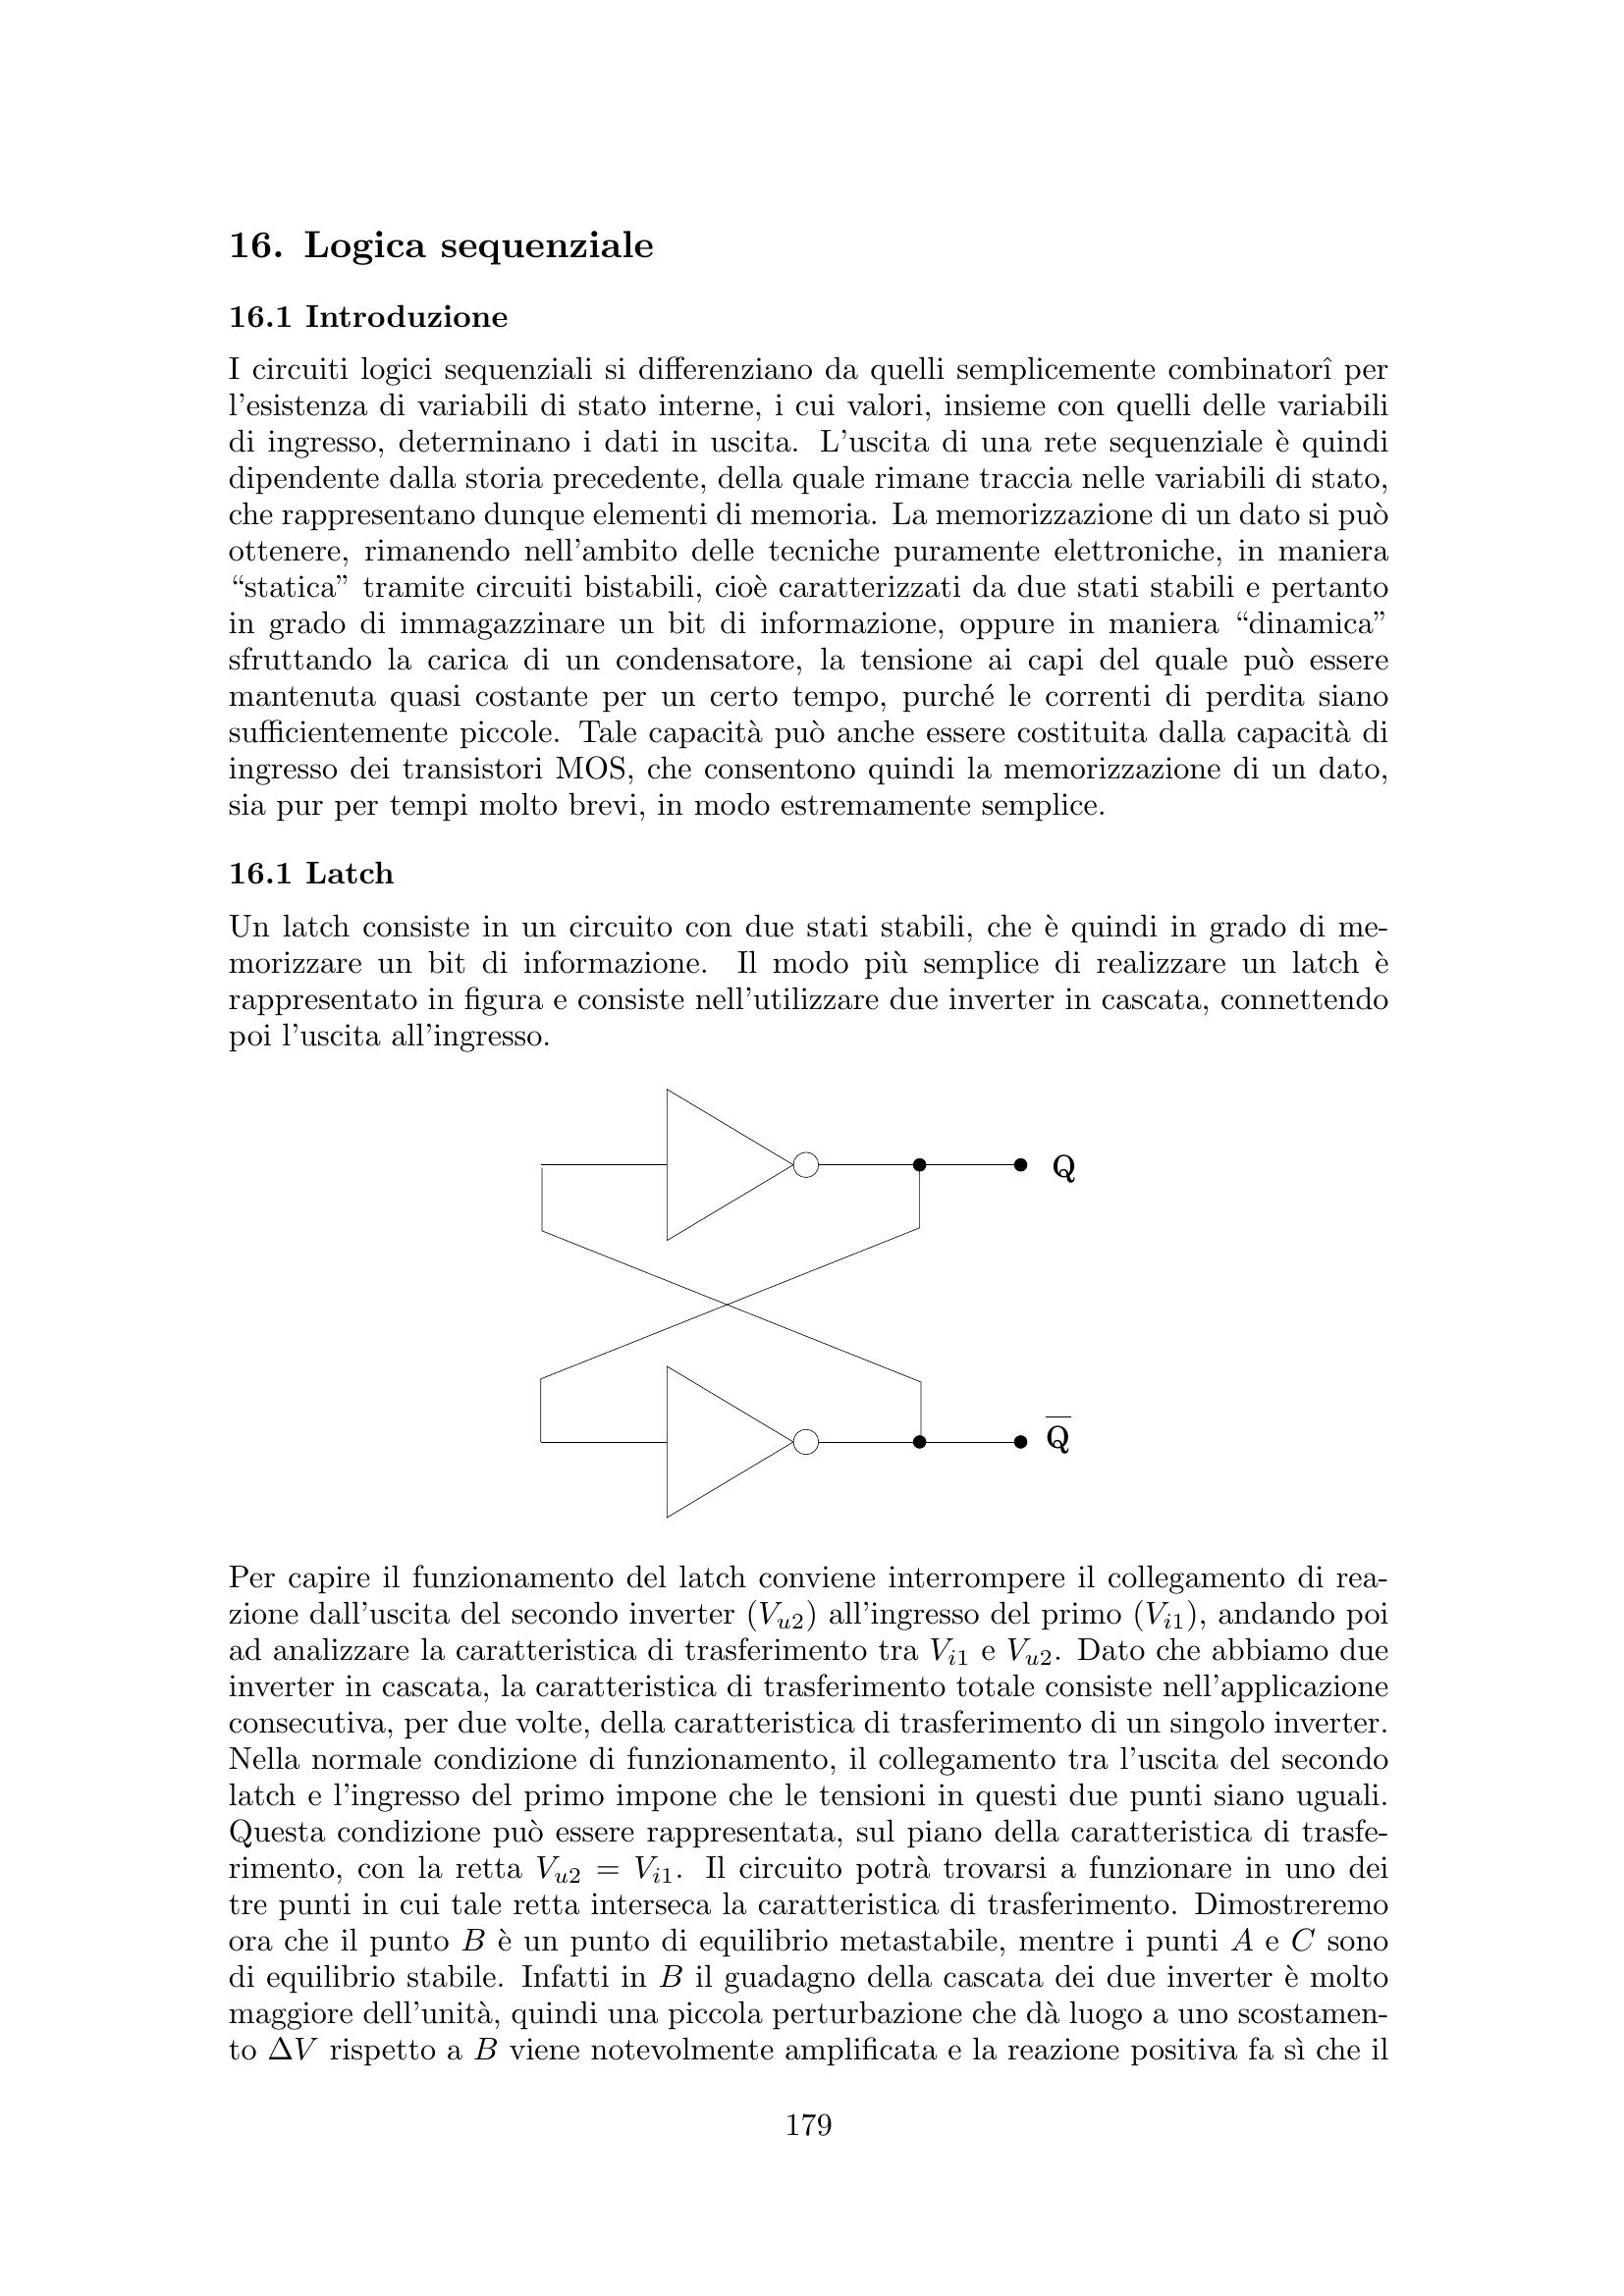 16. Logica sequenziale
16.1 Introduzione
I circuiti logici sequenziali si differenziano da quelli semplicemente combinatorî per
l'esistenza di variabili di stato interne, i cui valori, insieme con quelli delle variabili
di ingresso, determinano i dati in uscita. L'uscita di una rete sequenziale è quindi
dipendente dalla storia precedente, della quale rimane traccia nelle variabili di stato,
che rappresentano dunque elementi di memoria. La memorizzazione di un dato si può
ottenere, rimanendo nell'ambito delle tecniche puramente elettroniche, in maniera
“statica” tramite circuiti bistabili, cioè caratterizzati da due stati stabili e pertanto
in grado di immagazzinare un bit di informazione, oppure in maniera “dinamica”
sfruttando la carica di un condensatore, la tensione ai capi del quale può essere
mantenuta quasi costante per un certo tempo, purché le correnti di perdita siano
sufficientemente piccole. Tale capacità può anche essere costituita dalla capacità di
ingresso dei transistori MOS, che consentono quindi la memorizzazione di un dato,
sia pur per tempi molto brevi, in modo estremamente semplice.
16.1 Latch
Un latch consiste in un circuito con due stati stabili, che è quindi in grado di me-
morizzare un bit di informazione. Il modo più semplice di realizzare un latch è
rappresentato in figura e consiste nell'utilizzare due inverter in cascata, connettendo
poi l'uscita all'ingresso.
Q
Q̅
Per capire il funzionamento del latch conviene interrompere il collegamento di rea-
zione dall'uscita del secondo inverter (V_{u2}) all'ingresso del primo (V_{i1}), andando poi
ad analizzare la caratteristica di trasferimento tra V_{i1} e V_{u2}. Dato che abbiamo due
inverter in cascata, la caratteristica di trasferimento totale consiste nell'applicazione
consecutiva, per due volte, della caratteristica di trasferimento di un singolo inverter.
Nella normale condizione di funzionamento, il collegamento tra l'uscita del secondo
latch e l'ingresso del primo impone che le tensioni in questi due punti siano uguali.
Questa condizione può essere rappresentata, sul piano della caratteristica di trasfe-
rimento, con la retta V_{u2} = V_{i1}. Il circuito potrà trovarsi a funzionare in uno dei
tre punti in cui tale retta interseca la caratteristica di trasferimento. Dimostreremo
ora che il punto B è un punto di equilibrio metastabile, mentre i punti A e C sono
di equilibrio stabile. Infatti in B il guadagno della cascata dei due inverter è molto
maggiore dell'unità, quindi una piccola perturbazione che dà luogo a uno scostamen-
to ΔV rispetto a B viene notevolmente amplificata e la reazione positiva fa sì che il
179